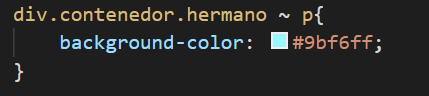 div.contenedor.hermano ~ p{
    background-color: #9bf6ff;
}